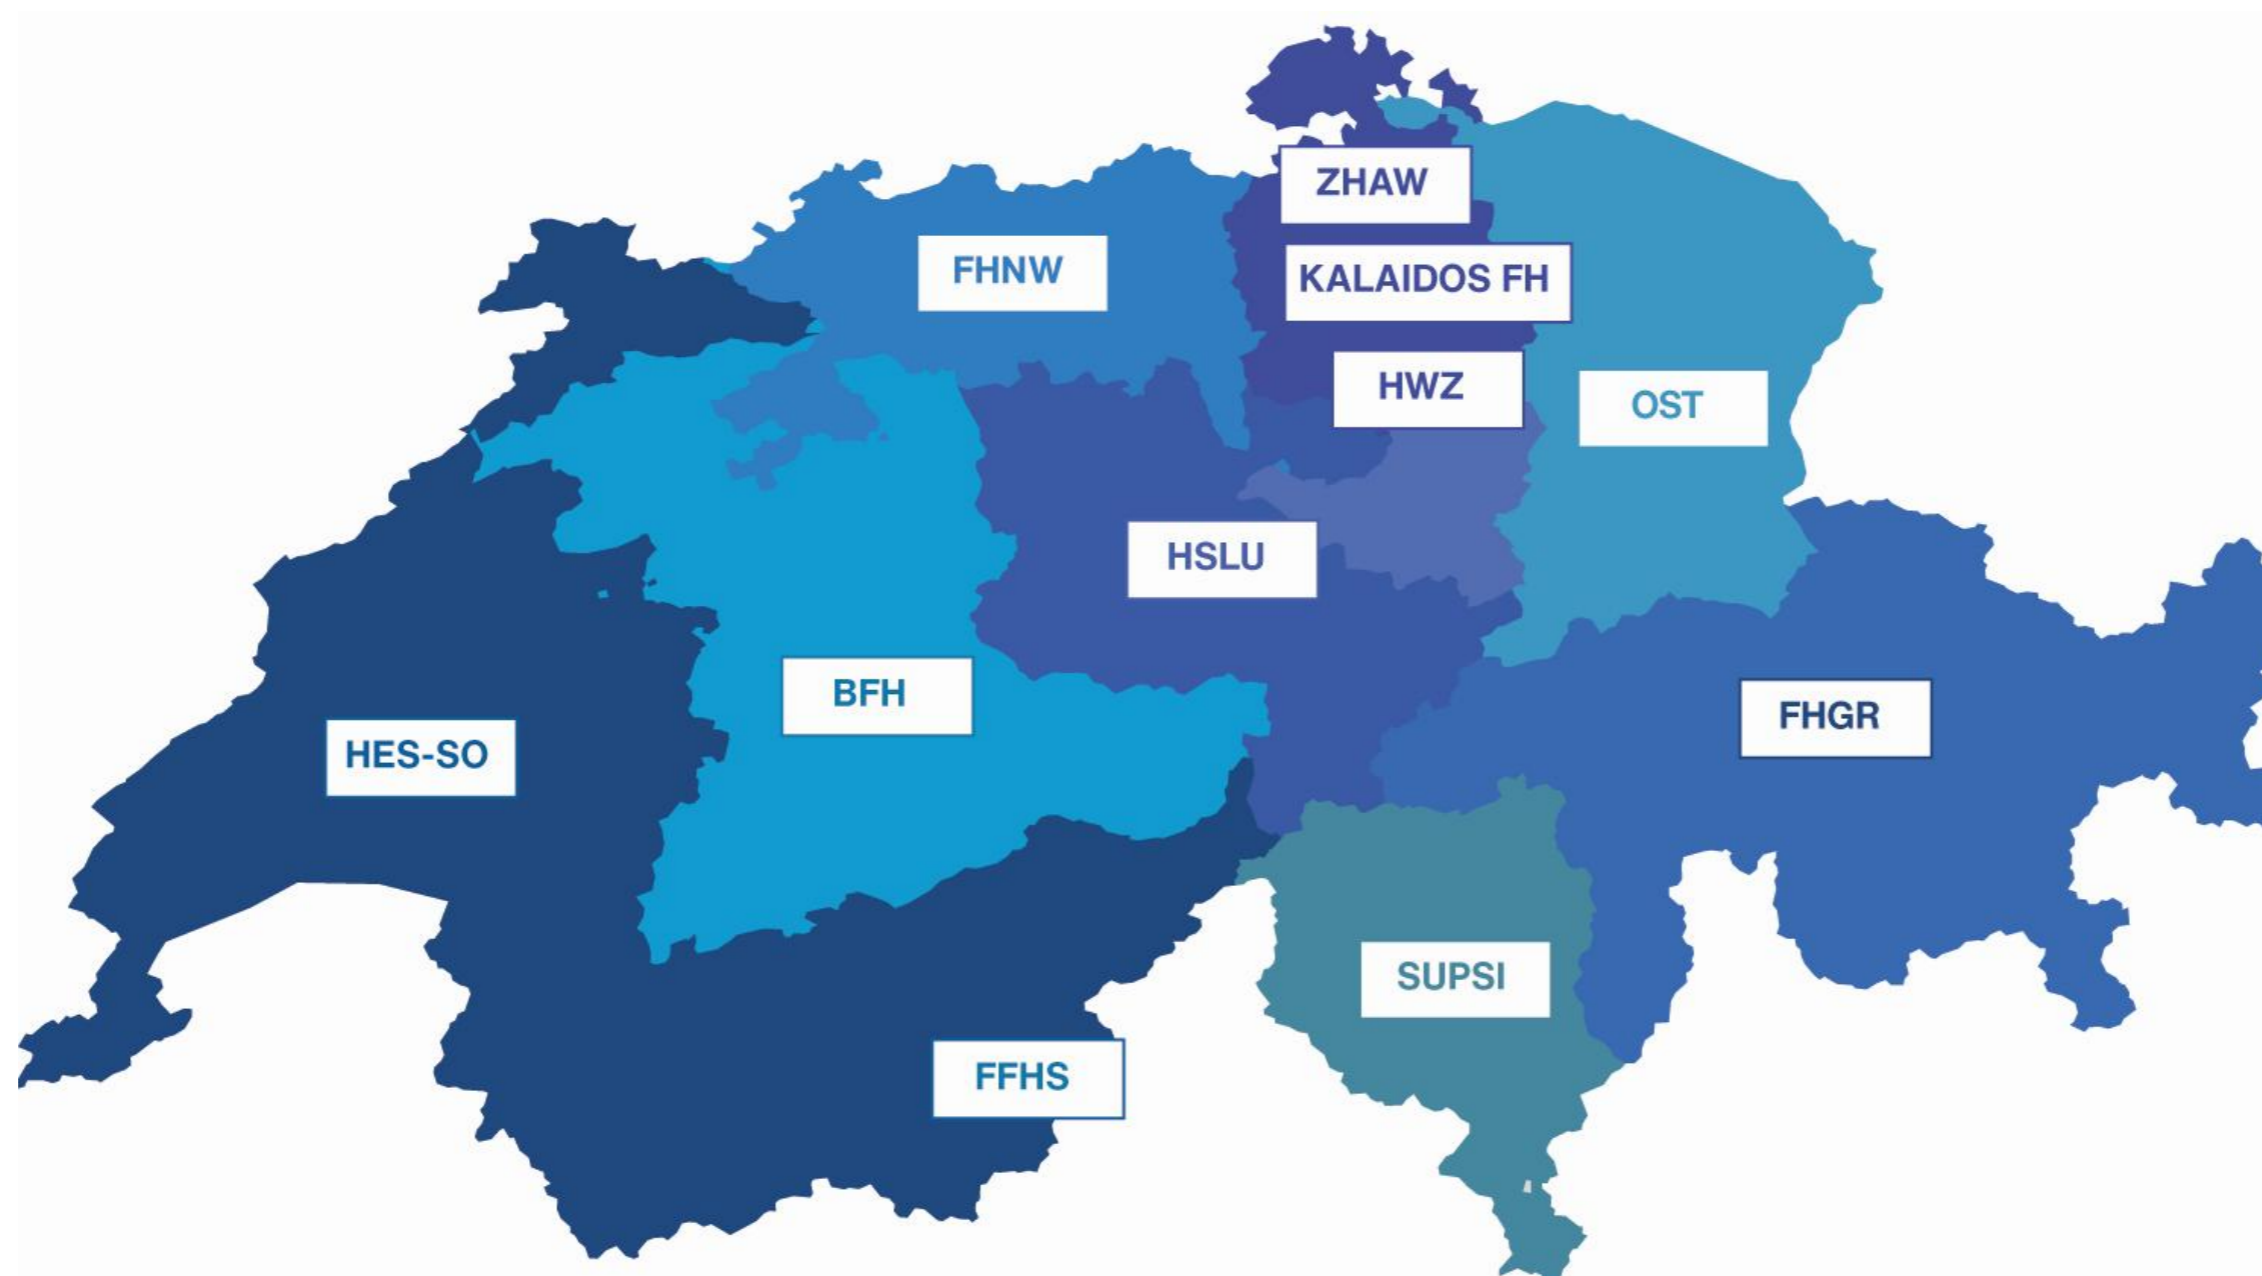 ZHAW
FHNW
KALAIDOS FH
HWZ
OST
HSLU
BFH
FHGR
HES-SO
SUPSI
FFHS